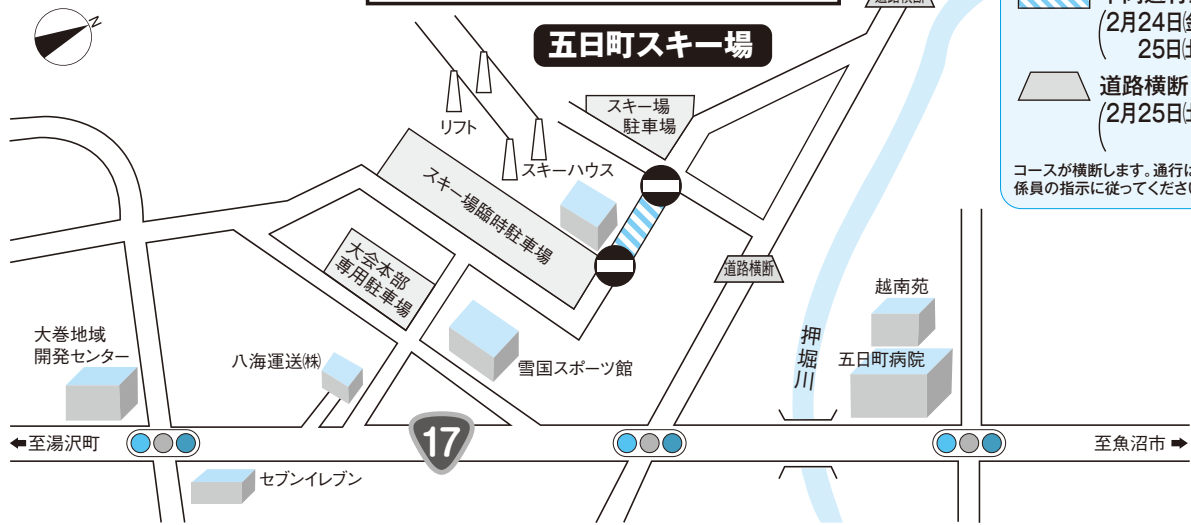 道路横断
N
五日町スキー場
2月24日
25日
道路横断
2月25日
コースが横断します。通行
係員の指示に従ってください
スキー場
駐車場
リフト
スキーハウス
スキー場臨時駐車場
大会本部
専用駐車場
道路横断
越南苑
大巻地域
開発センター
八海運送㈱
雪国スポーツ館
押堀川
五日町病院
17
←至湯沢町
至魚沼市➡
セブンイレブン